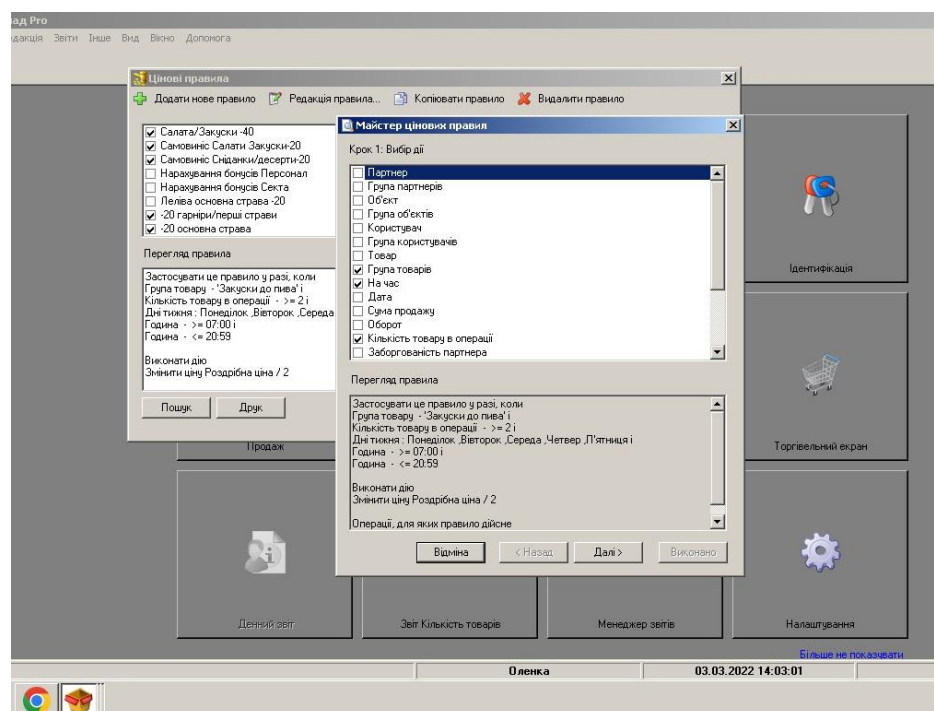 лад Pro
едакція Звіти Інше Вид Вікно Допомога
Цінові правила
Додати нове правило Редакція правила... Копіювати правило Видалити правило
Салата/Закуски -40
Самовиніс Салати Закуски-20
Самовиніс Сніданки/десерти-20
Нарахування бонусів Персонал
Нарахування бонусів Секта
Леліва основна страва -20
-20 гарніри/перші страви
-20 основна страва
Перегляд правила
Застосувати це правило у разі, коли
Група товару - 'Закуски до пива' і
Кількість товару в операції - >= 2 і
Дні тижня : Понеділок ,Вівторок ,Середа
Година - >= 07:00 і
Година - <= 20:59
Виконати дію
Змінити ціну Роздрібна ціна / 2
Пошук Друк
Майстер цінових правил
Крок 1: Вибір дії
Партнер
Група партнерів
Об'єкт
Група об'єктів
Користувач
Група користувачів
Товар
Група товарів
На час
Дата
Сума продажу
Оборот
Кількість товару в операції
Заборгованість партнера
Перегляд правила
Застосувати це правило у разі, коли
Група товару - 'Закуски до пива' і
Кількість товару в операції - >= 2 і
Дні тижня : Понеділок ,Вівторок ,Середа ,Четвер ,П'ятниця і
Година - >= 07:00 і
Година - <= 20:59
Виконати дію
Змінити ціну Роздрібна ціна / 2
Операції, для яких правило дійсне
Відміна < Назад Далі > Виконано
Ідентифікація
Продаж
Торгівельний екран
Денний звіт
Звіт Кількість товарів
Менеджер звітів
Налаштування
Більше не показувати
Оленка 03.03.2022 14:03:01